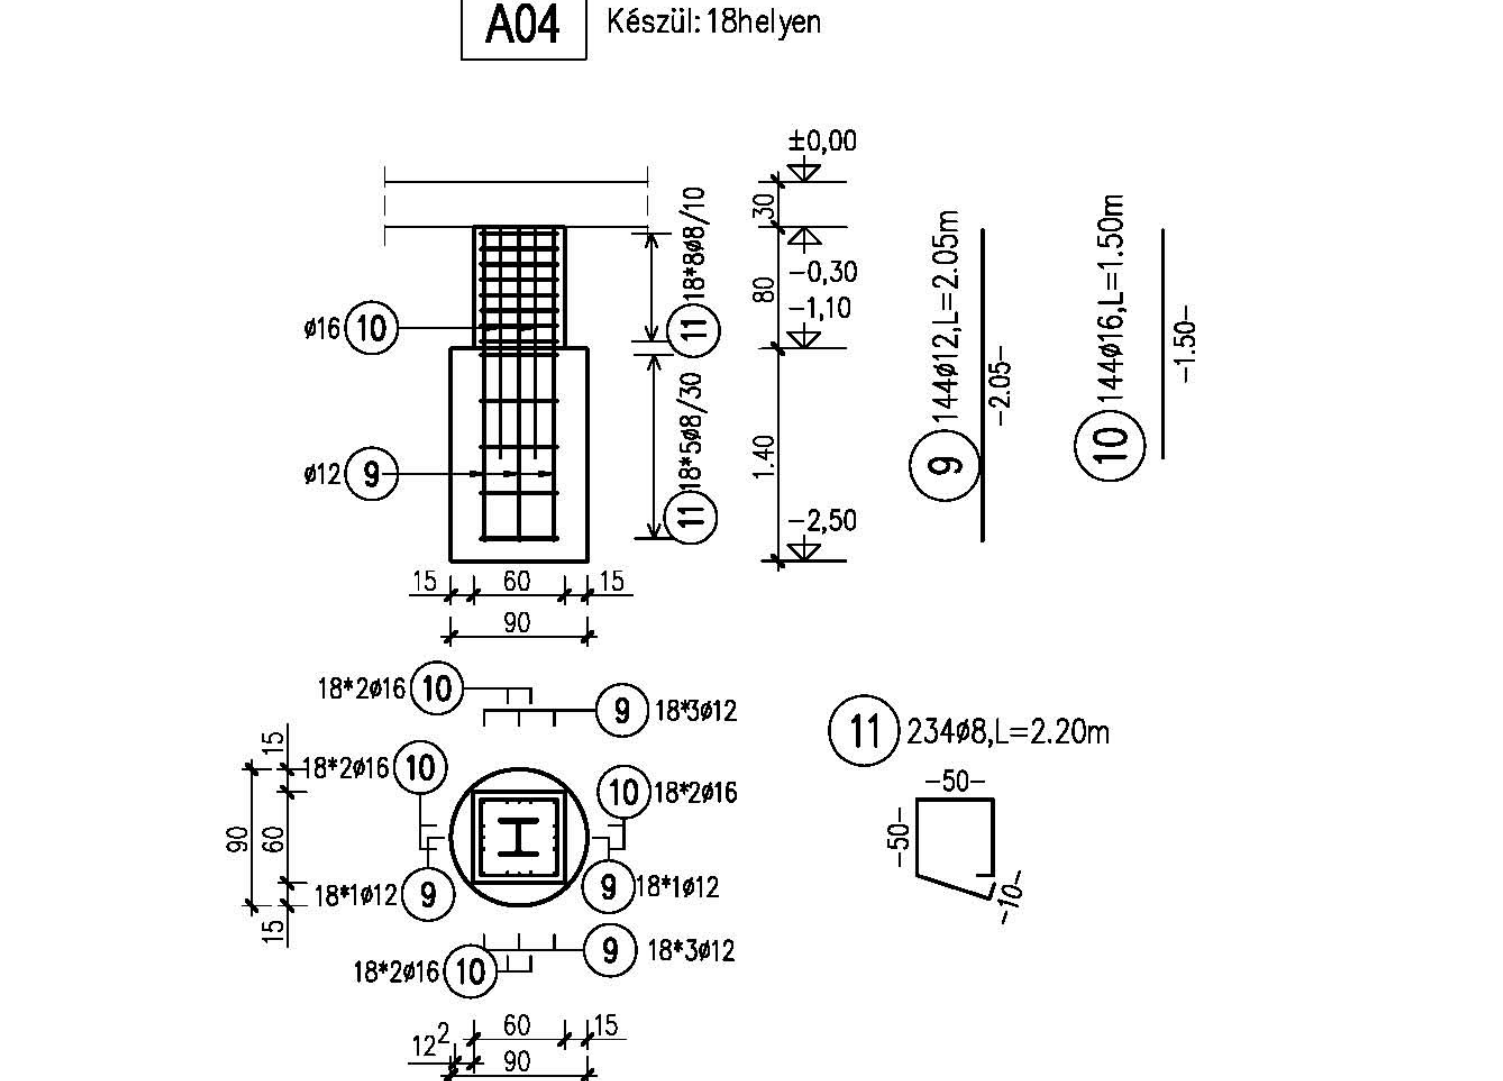 A04 Készül: 18helyen
±0,00
30
-0,30
80
-1,10
1.40
-2,50
18*8ø8/10
11
18*5ø8/30
11
ø16 10
ø12 9
15 60 15
90
9 144ø12,L=2.05m
-2.05-
10 144ø16,L=1.50m
-1.50-
18*2ø16 10
9 18*3ø12
18*2ø16 10
10 18*2ø16
15
90 60
15
18*1ø12 9
9 18*1ø12
9 18*3ø12
18*2ø16 10
60 15
12²
90
11 234ø8,L=2.20m
-50-
-50-
-10-